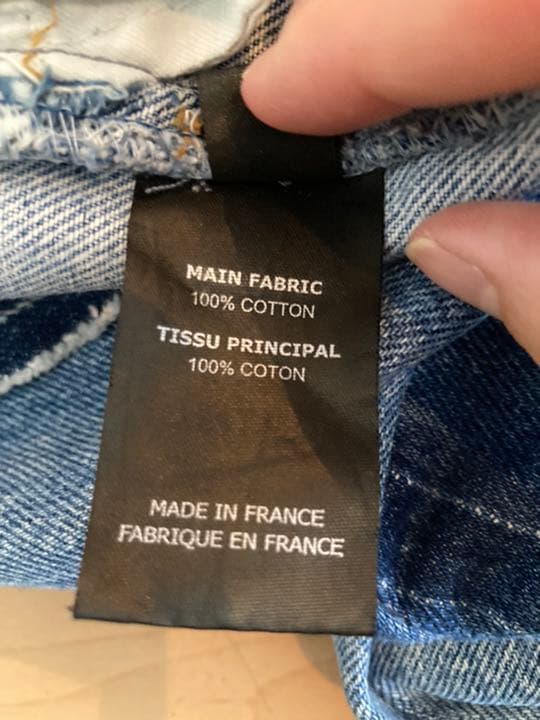 MAIN FABRIC
100% COTTON
TISSU PRINCIPAL
100% COTON
MADE IN FRANCE
FABRIQUE EN FRANCE